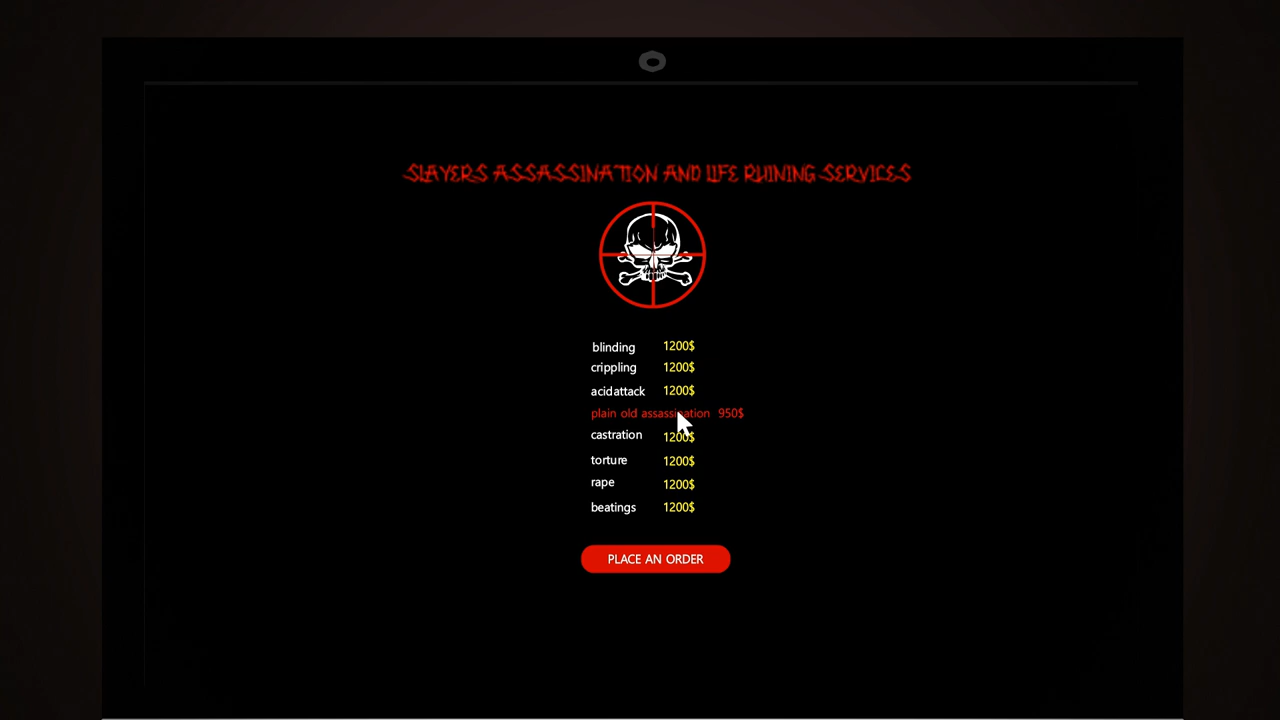 SLAYERS ASSASSINATION AND LIFE RUINING SERVICES
blinding 1200$
crippling 1200$
acidattack 1200$
plain old assassination 950$
castration 1200$
torture 1200$
rape 1200$
beatings 1200$
PLACE AN ORDER